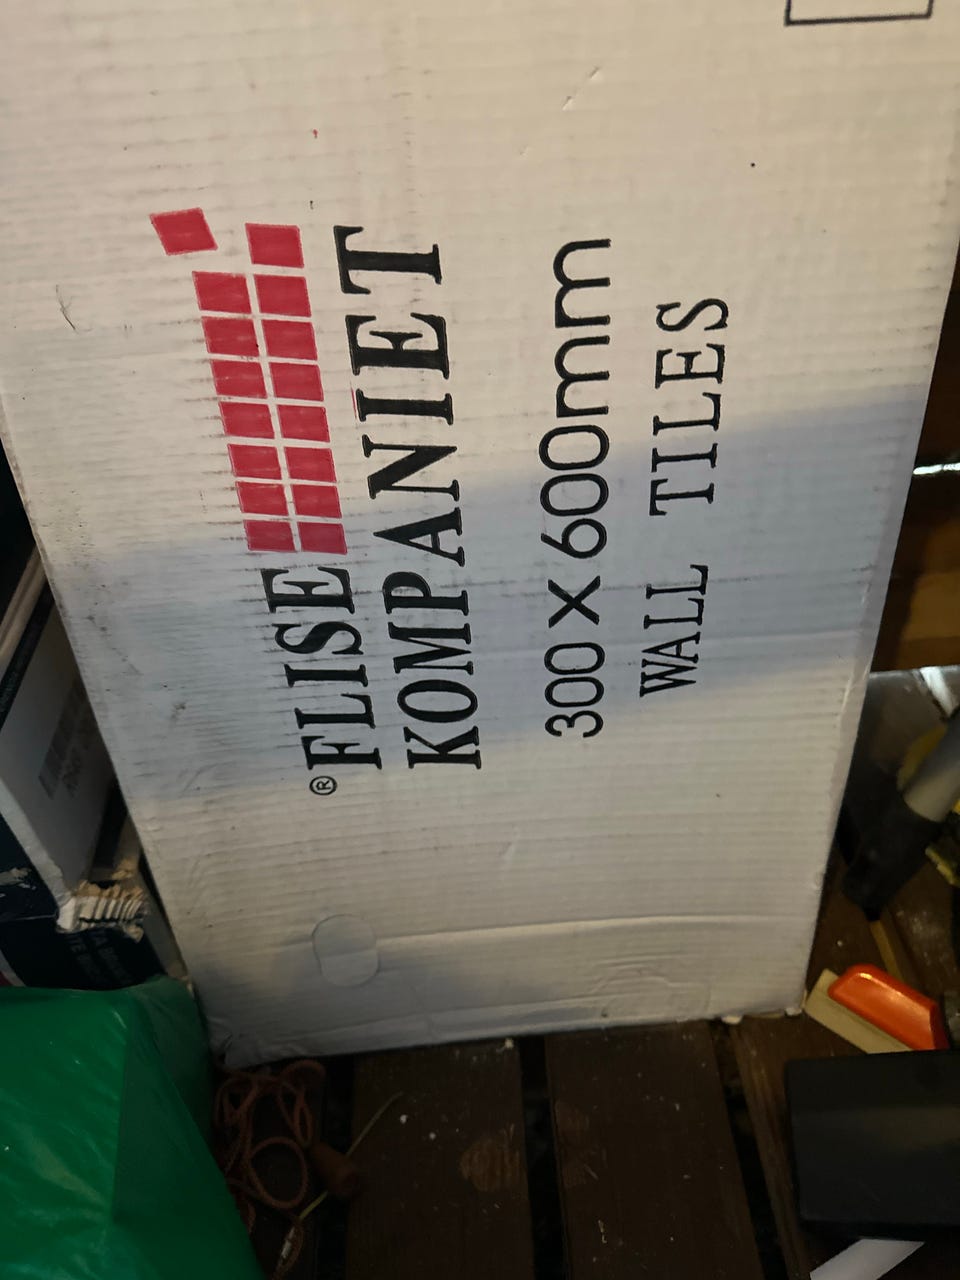 ®FLISE
KOMPANIET
300 x 600mm
WALL TILES